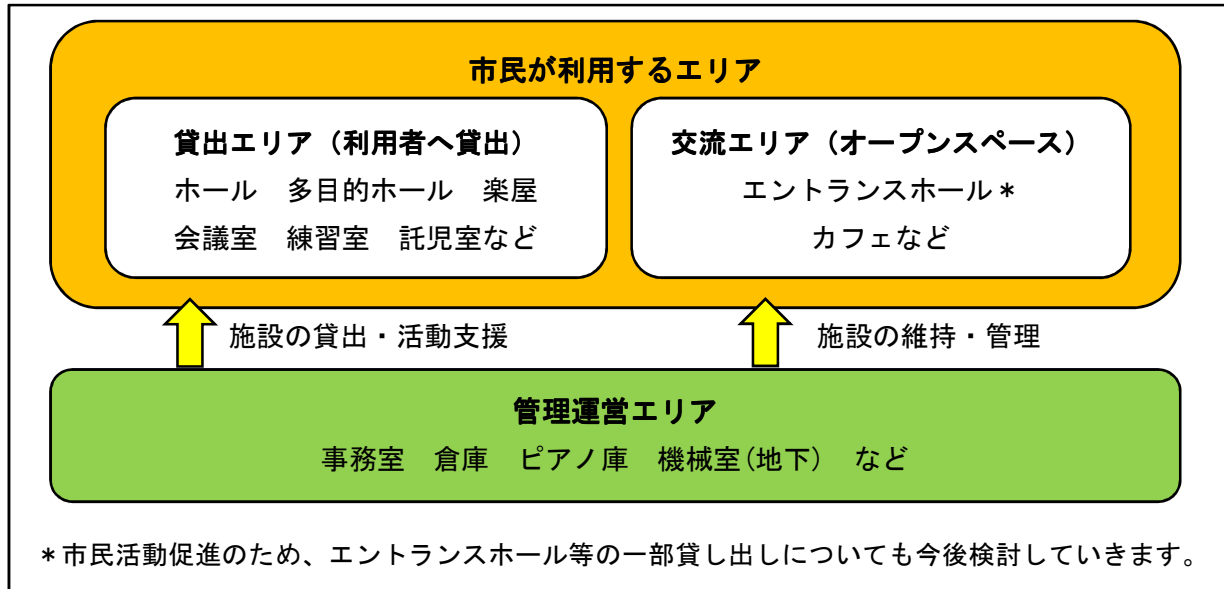 市民が利用するエリア
貸出エリア（利用者へ貸出）
ホール　多目的ホール　楽屋
会議室　練習室　託児室など
交流エリア（オープンスペース）
エントランスホール＊
カフェなど
施設の貸出・活動支援
施設の維持・管理
管理運営エリア
事務室　倉庫　ピアノ庫　機械室(地下)　など
＊市民活動促進のため、エントランスホール等の一部貸し出しについても今後検討していきます。